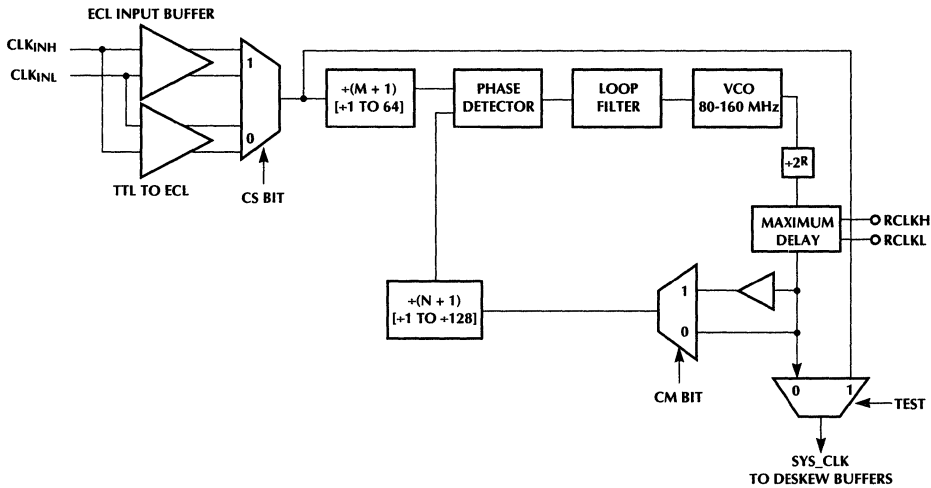 ECL INPUT BUFFER
CLKINH
CLKINL
1
0
TTL TO ECL
CS BIT
÷(M + 1)
[÷1 TO 64]
PHASE
DETECTOR
LOOP
FILTER
VCO
80-160 MHz
÷2R
MAXIMUM
DELAY
RCLKH
RCLKL
÷(N + 1)
[÷1 TO ÷128]
1
0
CM BIT
0
1
TEST
SYS_CLK
TO DESKEW BUFFERS